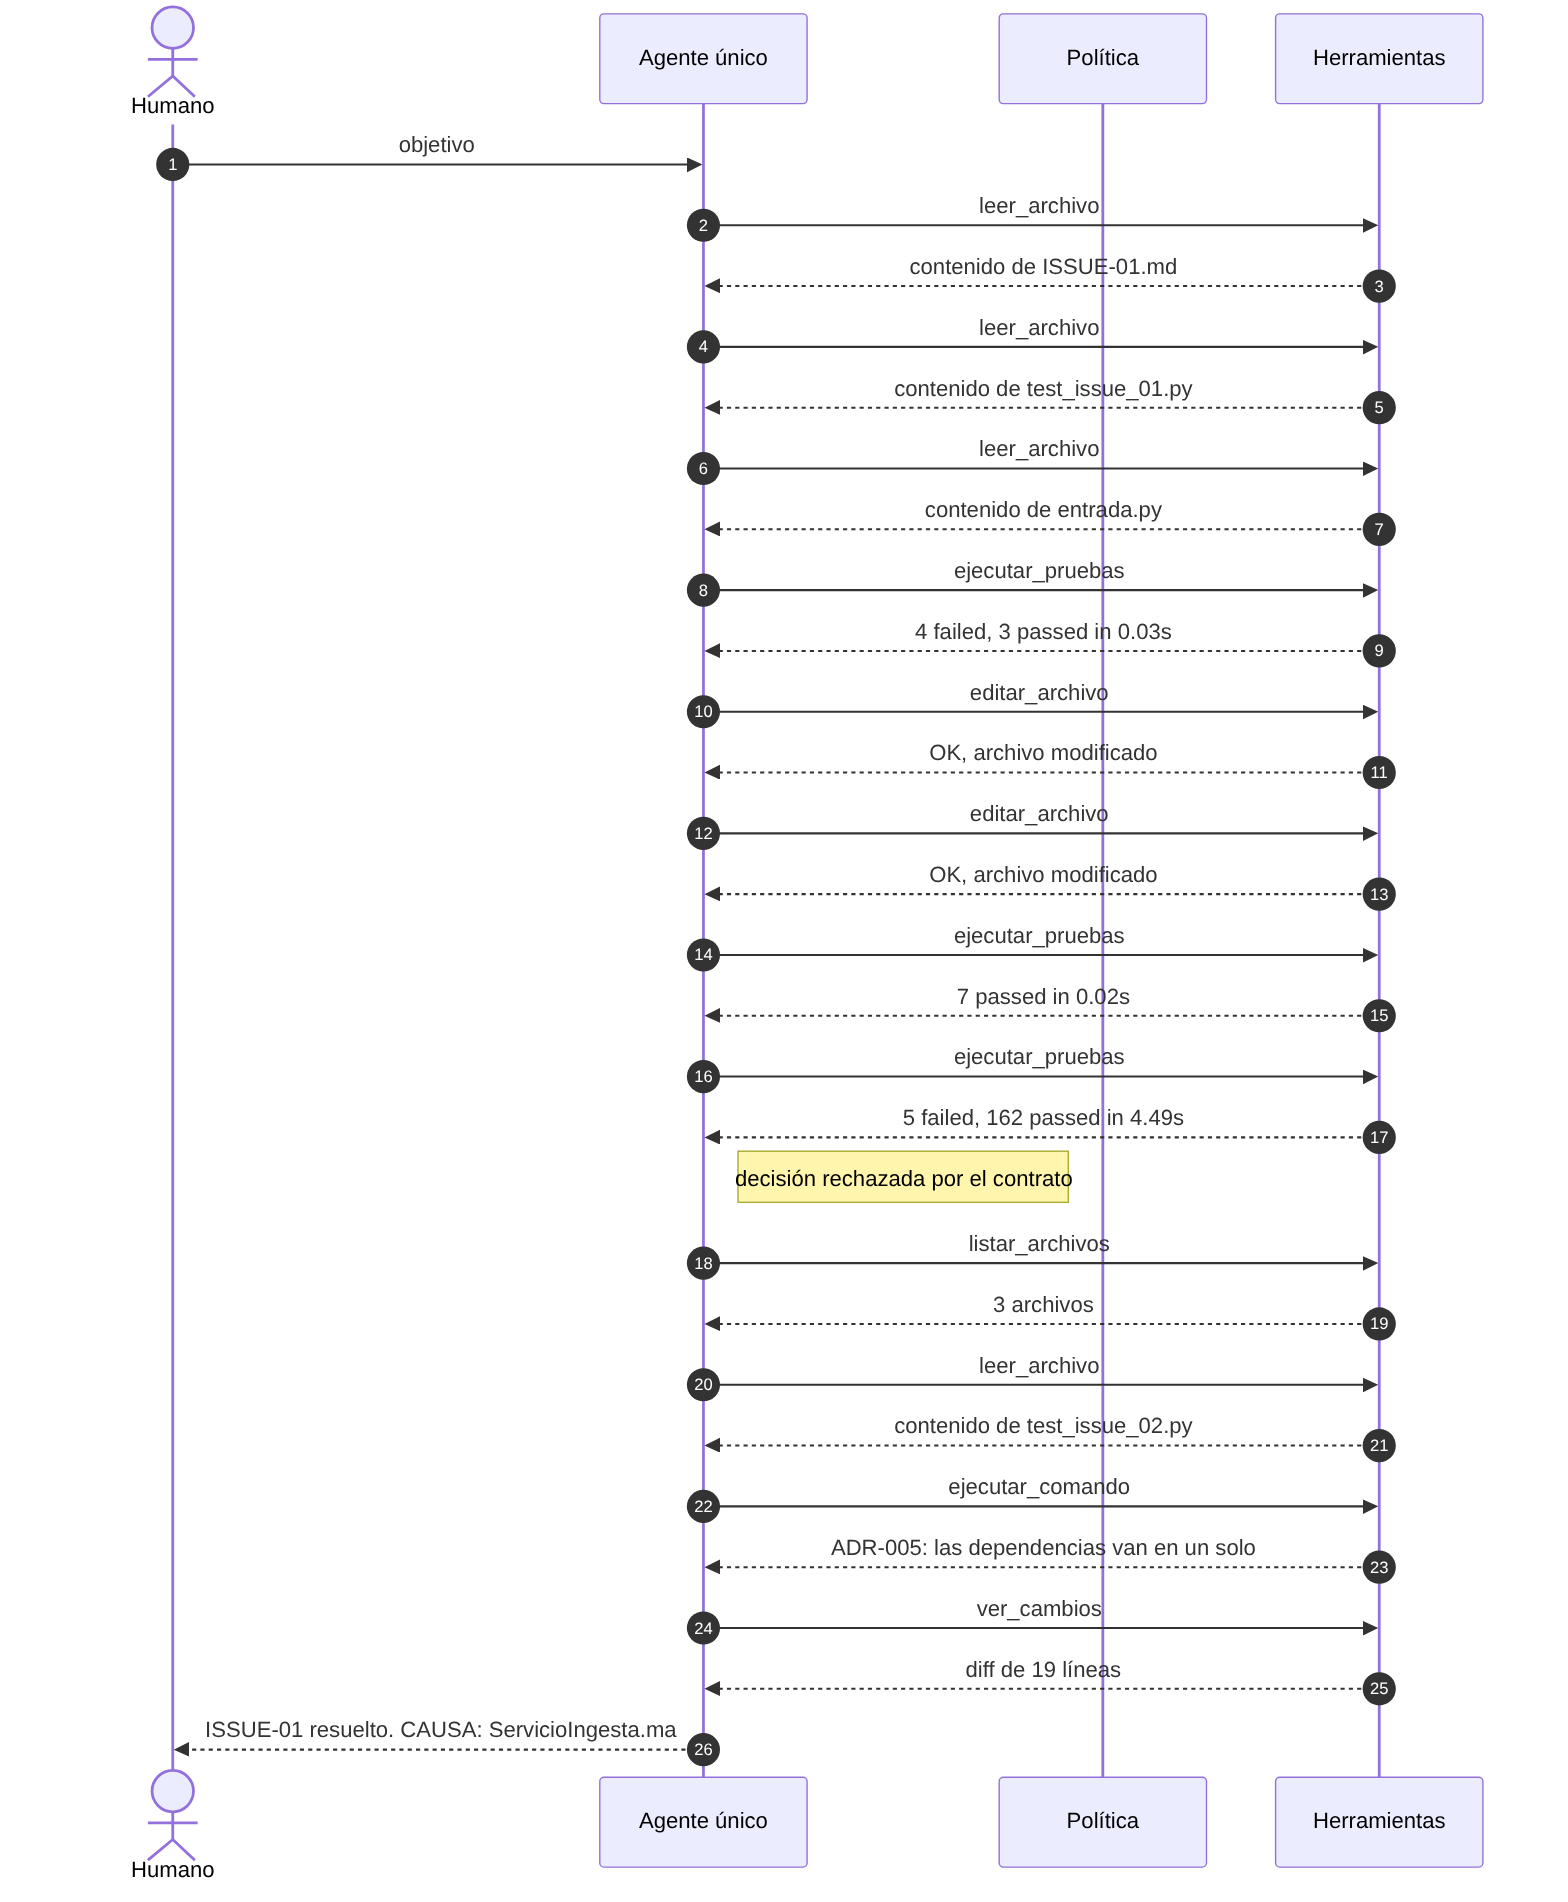 Humano
Agente único
Política
Herramientas
objetivo
1
leer_archivo
2
contenido de ISSUE-01.md
3
leer_archivo
4
contenido de test_issue_01.py
5
leer_archivo
6
contenido de entrada.py
7
ejecutar_pruebas
8
4 failed, 3 passed in 0.03s
9
editar_archivo
10
OK, archivo modificado
11
editar_archivo
12
OK, archivo modificado
13
ejecutar_pruebas
14
7 passed in 0.02s
15
ejecutar_pruebas
16
5 failed, 162 passed in 4.49s
17
decisión rechazada por el contrato
listar_archivos
18
3 archivos
19
leer_archivo
20
contenido de test_issue_02.py
21
ejecutar_comando
22
ADR-005: las dependencias van en un solo
23
ver_cambios
24
diff de 19 líneas
25
ISSUE-01 resuelto. CAUSA: ServicioIngesta.ma
26
Humano
Agente único
Política
Herramientas